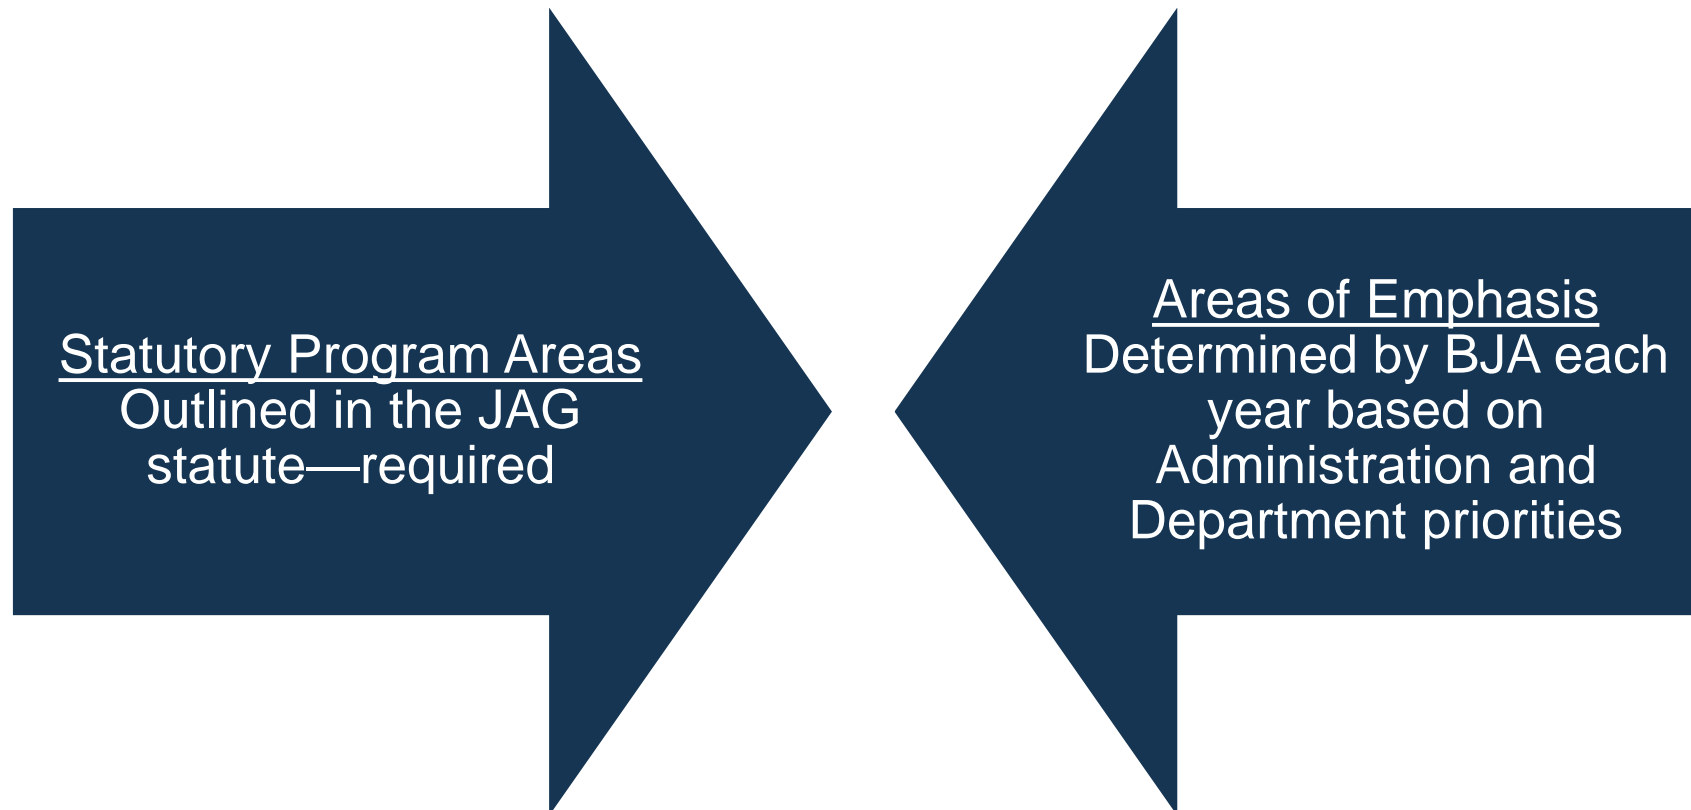 Statutory Program Areas
Outlined in the JAG
statute—required
Areas of Emphasis
Determined by BJA each
year based on
Administration and
Department priorities